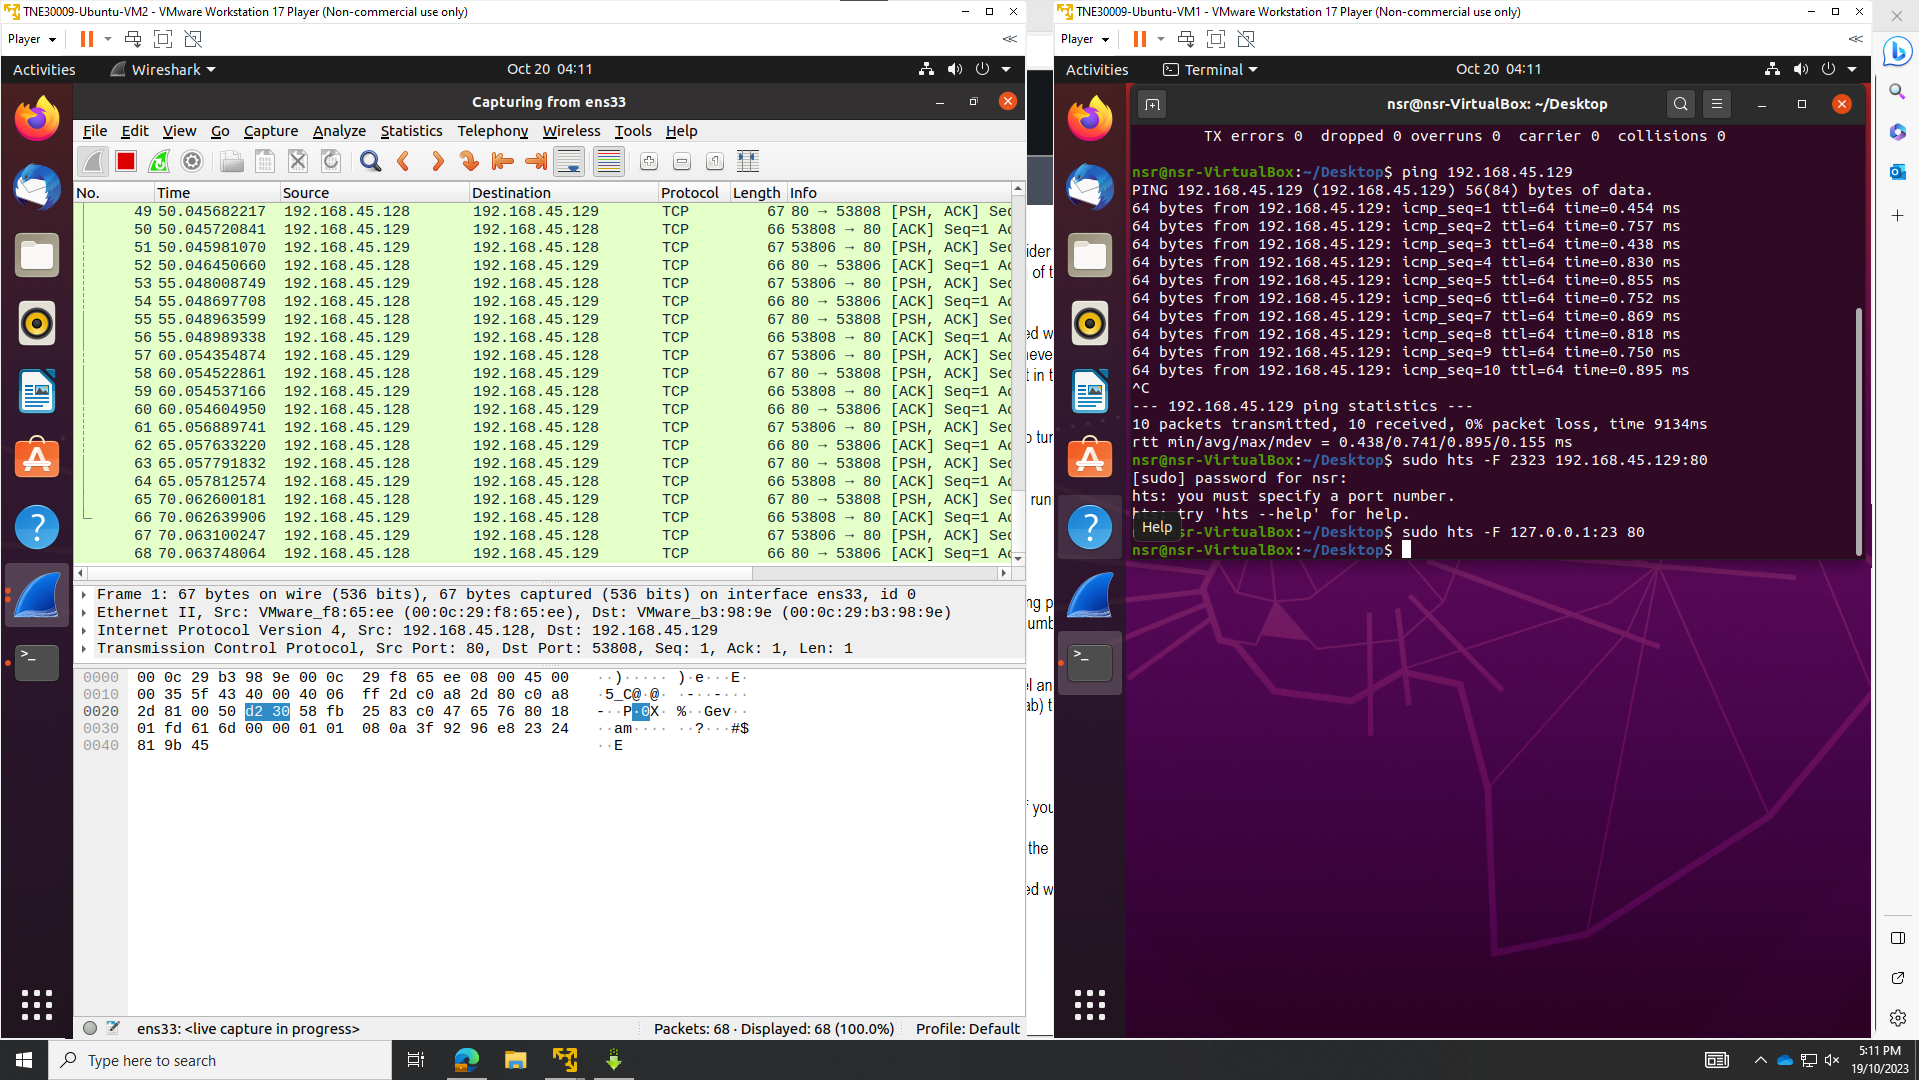 TNE30009-Ubuntu-VM2 - VMware Workstation 17 Player (Non-commercial use only)
Player
Activities
Wireshark
Oct 20 04:11
Capturing from ens33
File Edit View Go Capture Analyze Statistics Telephony Wireless Tools Help
No. Time Source Destination Protocol Length Info
49 50.045682217 192.168.45.128 192.168.45.129 TCP 67 80 → 53808 [PSH, ACK] Seq
50 50.045720841 192.168.45.129 192.168.45.128 TCP 66 53808 → 80 [ACK] Seq=1 Ac
51 50.045981070 192.168.45.129 192.168.45.128 TCP 67 53806 → 80 [PSH, ACK] Seq
52 50.046450660 192.168.45.128 192.168.45.129 TCP 66 80 → 53806 [ACK] Seq=1 Ac
53 55.048008749 192.168.45.129 192.168.45.128 TCP 67 53806 → 80 [PSH, ACK] Seq
54 55.048697708 192.168.45.128 192.168.45.129 TCP 66 80 → 53806 [ACK] Seq=1 Ac
55 55.048963599 192.168.45.128 192.168.45.129 TCP 67 80 → 53808 [PSH, ACK] Seq
56 55.048989338 192.168.45.129 192.168.45.128 TCP 66 53808 → 80 [ACK] Seq=1 Ac
57 60.054354874 192.168.45.129 192.168.45.128 TCP 67 53806 → 80 [PSH, ACK] Seq
58 60.054522861 192.168.45.128 192.168.45.129 TCP 67 80 → 53808 [PSH, ACK] Seq
59 60.054537166 192.168.45.129 192.168.45.128 TCP 66 53808 → 80 [ACK] Seq=1 Ac
60 60.054604950 192.168.45.128 192.168.45.129 TCP 66 80 → 53806 [ACK] Seq=1 Ac
61 65.056889741 192.168.45.129 192.168.45.128 TCP 67 53806 → 80 [PSH, ACK] Seq
62 65.057633220 192.168.45.128 192.168.45.129 TCP 66 80 → 53806 [ACK] Seq=1 Ac
63 65.057791832 192.168.45.128 192.168.45.129 TCP 67 80 → 53808 [PSH, ACK] Seq
64 65.057812574 192.168.45.129 192.168.45.128 TCP 66 53808 → 80 [ACK] Seq=1 Ac
65 70.062600181 192.168.45.128 192.168.45.129 TCP 67 80 → 53808 [PSH, ACK] Seq
66 70.062639906 192.168.45.129 192.168.45.128 TCP 66 53808 → 80 [ACK] Seq=1 Ac
67 70.063100247 192.168.45.129 192.168.45.128 TCP 67 53806 → 80 [PSH, ACK] Seq
68 70.063748064 192.168.45.128 192.168.45.129 TCP 66 80 → 53806 [ACK] Seq=1 Ac
Frame 1: 67 bytes on wire (536 bits), 67 bytes captured (536 bits) on interface ens33, id 0
Ethernet II, Src: VMware_f8:65:ee (00:0c:29:f8:65:ee), Dst: VMware_b3:98:9e (00:0c:29:b3:98:9e)
Internet Protocol Version 4, Src: 192.168.45.128, Dst: 192.168.45.129
Transmission Control Protocol, Src Port: 80, Dst Port: 53808, Seq: 1, Ack: 1, Len: 1
0000 00 0c 29 b3 98 9e 00 0c 29 f8 65 ee 08 00 45 00 ··)····· )·e···E·
0010 00 35 5f 43 40 00 40 06 ff 2d c0 a8 2d 80 c0 a8 ·5_C@·@· ·-··-···
0020 2d 81 00 50 d2 30 58 fb 25 83 c0 47 65 76 80 18 -··P·0X· %··Gev··
0030 01 fd 61 6d 00 00 01 01 08 0a 3f 92 96 e8 23 24 ··am···· ··?···#$
0040 81 9b 45 ··E
ens33: <live capture in progress>
Packets: 68 · Displayed: 68 (100.0%)
Profile: Default
TNE30009-Ubuntu-VM1 - VMware Workstation 17 Player (Non-commercial use only)
Player
Activities
Terminal
Oct 20 04:11
nsr@nsr-VirtualBox: ~/Desktop
TX errors 0 dropped 0 overruns 0 carrier 0 collisions 0
nsr@nsr-VirtualBox:~/Desktop$ ping 192.168.45.129
PING 192.168.45.129 (192.168.45.129) 56(84) bytes of data.
64 bytes from 192.168.45.129: icmp_seq=1 ttl=64 time=0.454 ms
64 bytes from 192.168.45.129: icmp_seq=2 ttl=64 time=0.757 ms
64 bytes from 192.168.45.129: icmp_seq=3 ttl=64 time=0.438 ms
64 bytes from 192.168.45.129: icmp_seq=4 ttl=64 time=0.830 ms
64 bytes from 192.168.45.129: icmp_seq=5 ttl=64 time=0.855 ms
64 bytes from 192.168.45.129: icmp_seq=6 ttl=64 time=0.752 ms
64 bytes from 192.168.45.129: icmp_seq=7 ttl=64 time=0.869 ms
64 bytes from 192.168.45.129: icmp_seq=8 ttl=64 time=0.818 ms
64 bytes from 192.168.45.129: icmp_seq=9 ttl=64 time=0.750 ms
64 bytes from 192.168.45.129: icmp_seq=10 ttl=64 time=0.895 ms
^C
--- 192.168.45.129 ping statistics ---
10 packets transmitted, 10 received, 0% packet loss, time 9134ms
rtt min/avg/max/mdev = 0.438/0.741/0.895/0.155 ms
nsr@nsr-VirtualBox:~/Desktop$ sudo hts -F 2323 192.168.45.129:80
[sudo] password for nsr:
hts: you must specify a port number.
hts: try 'hts --help' for help.
nsr@nsr-VirtualBox:~/Desktop$ sudo hts -F 127.0.0.1:23 80
nsr@nsr-VirtualBox:~/Desktop$
Help
Type here to search
5:11 PM
19/10/2023